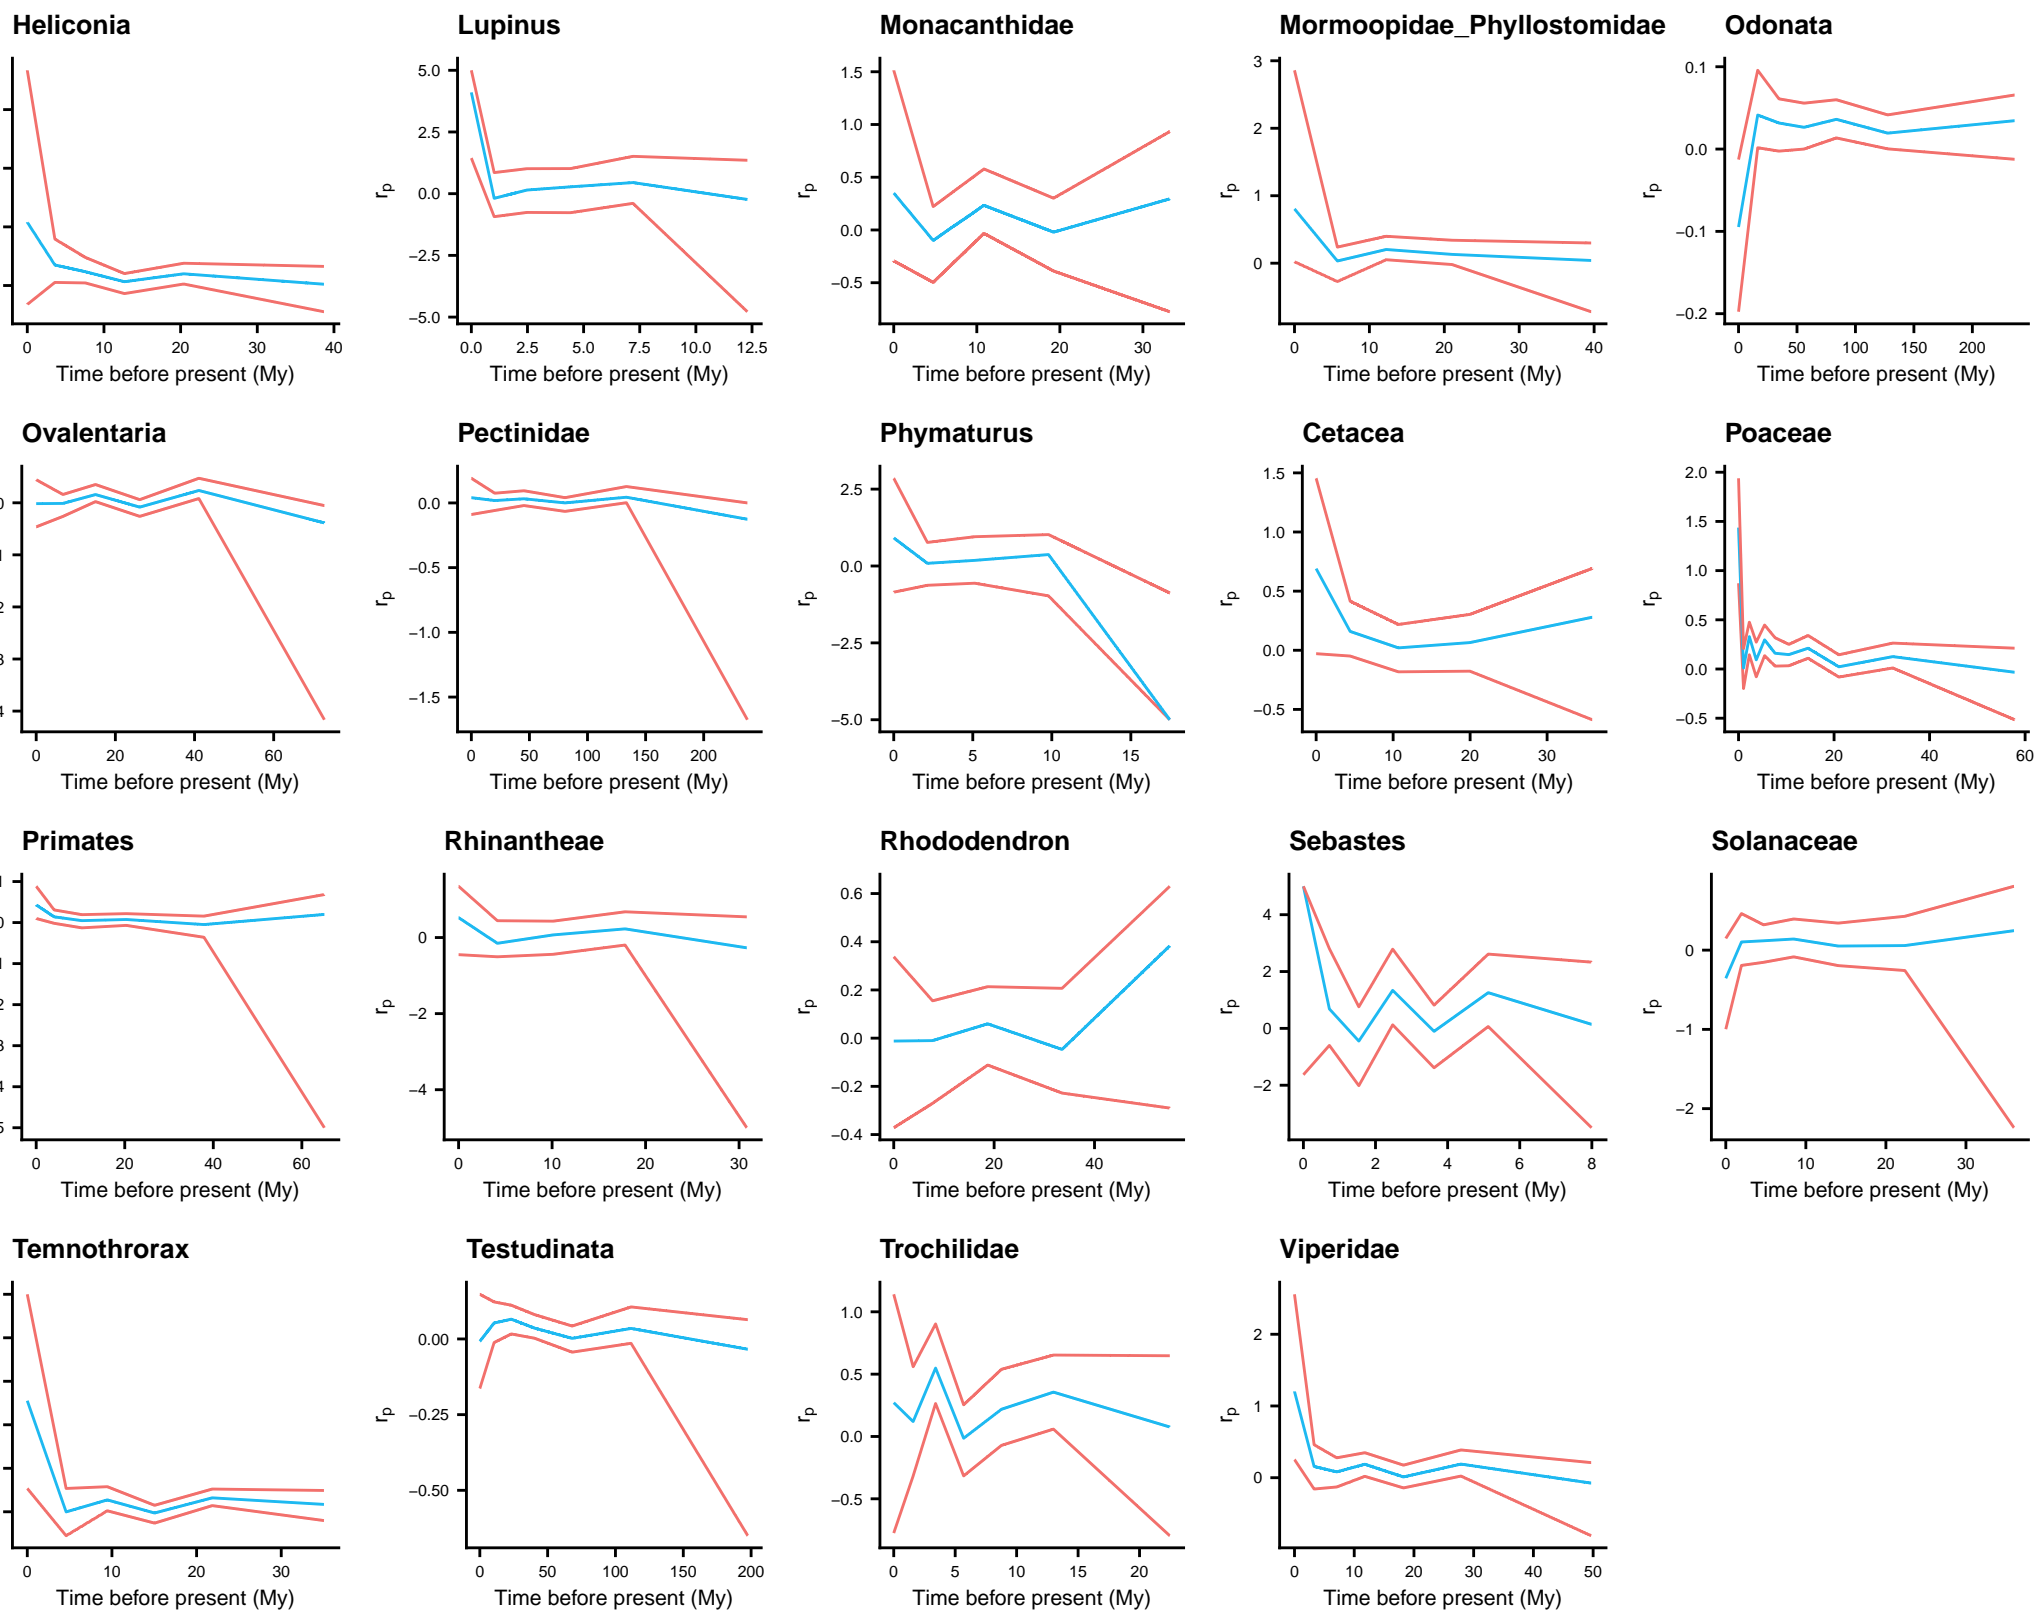 Heliconia Lupinus Monacanthidae Mormoopidae_Phyllostomidae Odonata
5.0 2.5 0.0 −2.5 −5.0
1.5 1.0 0.5 0.0 −0.5
3 2 1 0
0.1 0.0 −0.1 −0.2
rp rp rp rp
0 10 20 30 40
0.0 2.5 5.0 7.5 10.0 12.5
0 10 20 30
0 10 20 30 40
0 50 100 150 200
Time before present (My) Time before present (My) Time before present (My) Time before present (My) Time before present (My)
Ovalentaria Pectinidae Phymaturus Cetacea Poaceae
0.0 −0.5 −1.0 −1.5
2.5 0.0 −2.5 −5.0
1.5 1.0 0.5 0.0 −0.5
2.0 1.5 1.0 0.5 0.0 −0.5
rp rp rp rp
0 20 40 60
0 50 100 150 200
0 5 10 15
0 10 20 30
0 20 40 60
Time before present (My) Time before present (My) Time before present (My) Time before present (My) Time before present (My)
Primates Rhinantheae Rhododendron Sebastes Solanaceae
0 −2 −4
0.6 0.4 0.2 0.0 −0.2 −0.4
4 2 0 −2
0 −1 −2
rp rp rp rp
0 20 40 60
0 10 20 30
0 20 40
0 2 4 6 8
0 10 20 30
Time before present (My) Time before present (My) Time before present (My) Time before present (My) Time before present (My)
Temnothrorax Testudinata Trochilidae Viperidae
0.00 −0.25 −0.50
1.0 0.5 0.0 −0.5
2 1 0
rp rp rp
0 10 20 30
0 50 100 150 200
0 5 10 15 20
0 10 20 30 40 50
Time before present (My) Time before present (My) Time before present (My) Time before present (My)